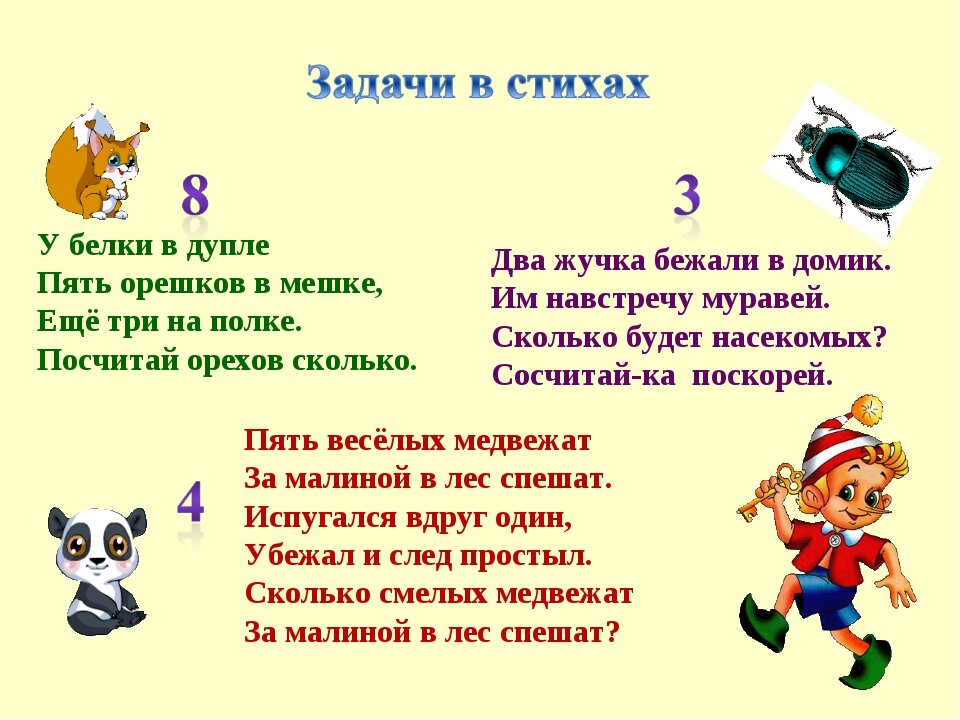 Задачи в стихах
8
У белки в дупле
Пять орешков в мешке,
Ещё три на полке.
Посчитай орехов сколько.
3
Два жучка бежали в домик.
Им навстречу муравей.
Сколько будет насекомых?
Сосчитай-ка поскорей.
4
Пять весёлых медвежат
За малиной в лес спешат.
Испугался вдруг один,
Убежал и след простыл.
Сколько смелых медвежат
За малиной в лес спешат?